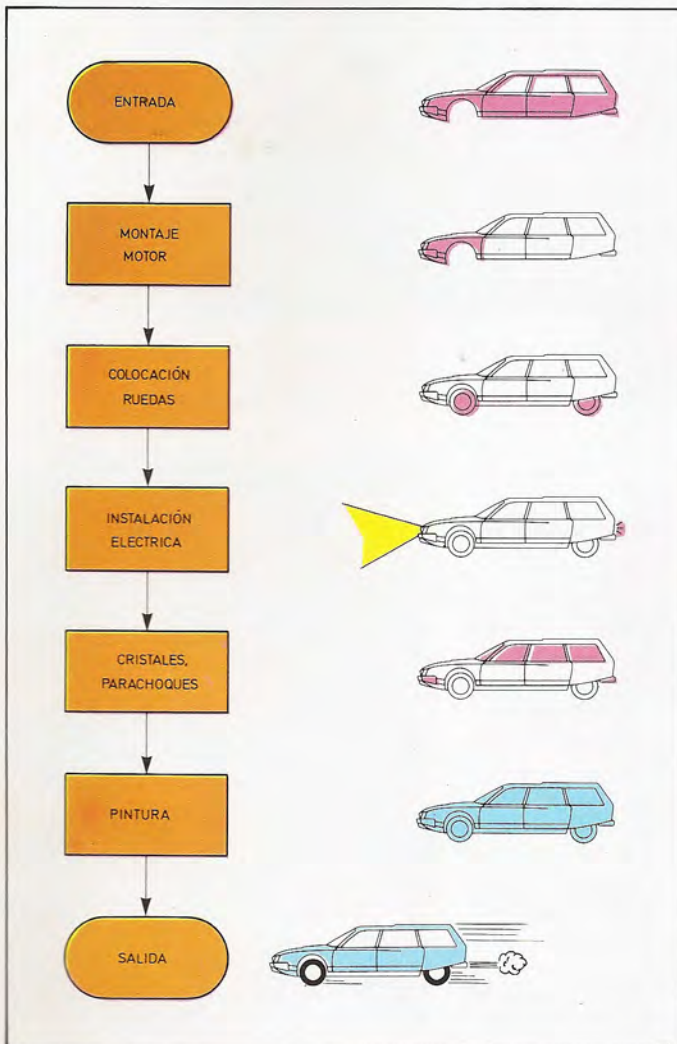 ENTRADA
MONTAJE
MOTOR
COLOCACIÓN
RUEDAS
INSTALACIÓN
ELECTRICA
CRISTALES,
PARACHOQUES
PINTURA
SALIDA